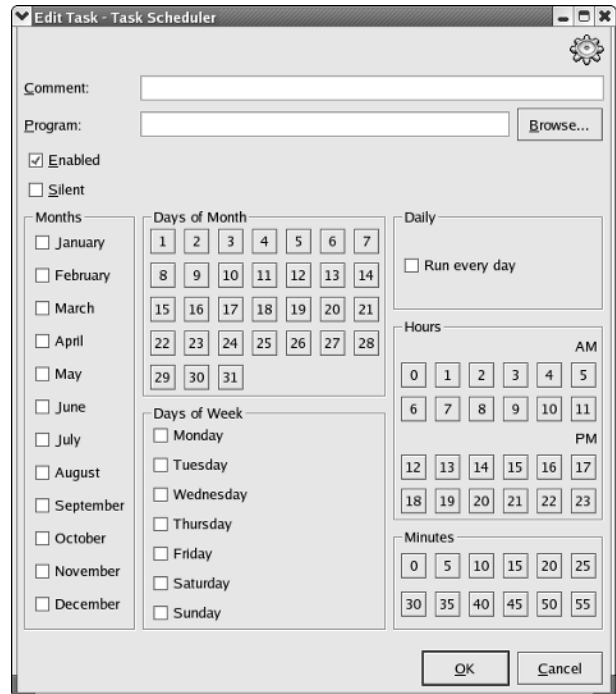 Edit Task - Task Scheduler
Comment:
Program:
Browse...
Enabled
Silent
Months
January
February
March
April
May
June
July
August
September
October
November
December
Days of Month
1 2 3 4 5 6 7
8 9 10 11 12 13 14
15 16 17 18 19 20 21
22 23 24 25 26 27 28
29 30 31
Days of Week
Monday
Tuesday
Wednesday
Thursday
Friday
Saturday
Sunday
Daily
Run every day
Hours
AM
0 1 2 3 4 5
6 7 8 9 10 11
PM
12 13 14 15 16 17
18 19 20 21 22 23
Minutes
0 5 10 15 20 25
30 35 40 45 50 55
OK
Cancel